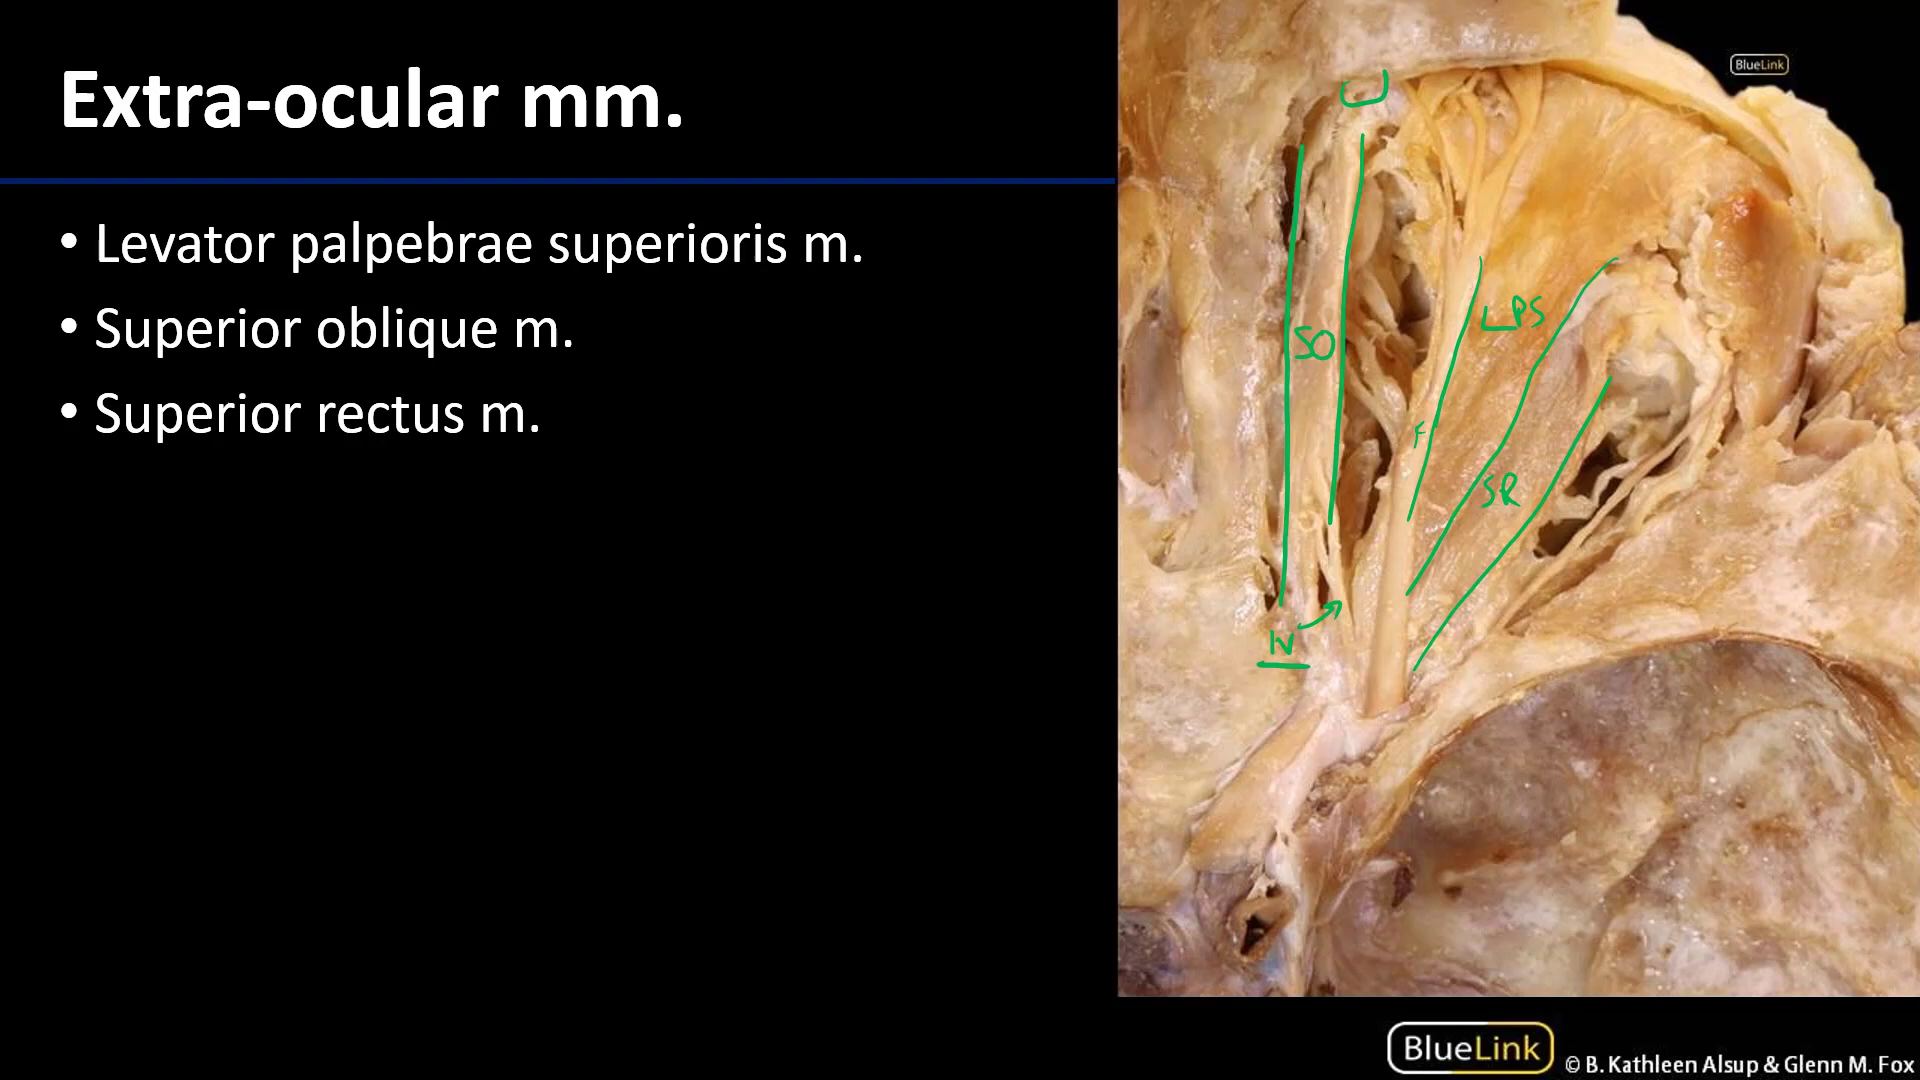 Extra-ocular mm.
• Levator palpebrae superioris m.
• Superior oblique m.
• Superior rectus m.
BlueLink
LPS
SO
F
SR
IV
BlueLink
© B. Kathleen Alsup & Glenn M. Fox